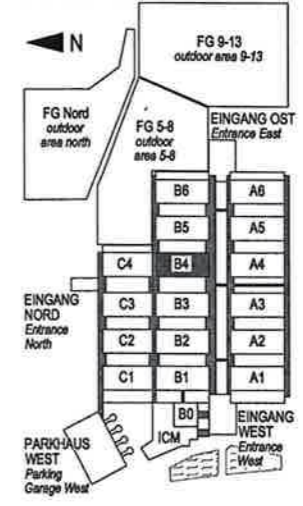 N
FG 9-13
outdoor area 9-13
FG Nord
outdoor
area north
FG 5-8
outdoor
area 5-8
EINGANG OST
Entrance East
B6
A6
B5
A5
C4
B4
A4
EINGANG
NORD
Entrance
North
C3
B3
A3
C2
B2
A2
C1
B1
A1
B0
ICM
EINGANG
WEST
Entrance
West
PARKHAUS
WEST
Parking
Garage West